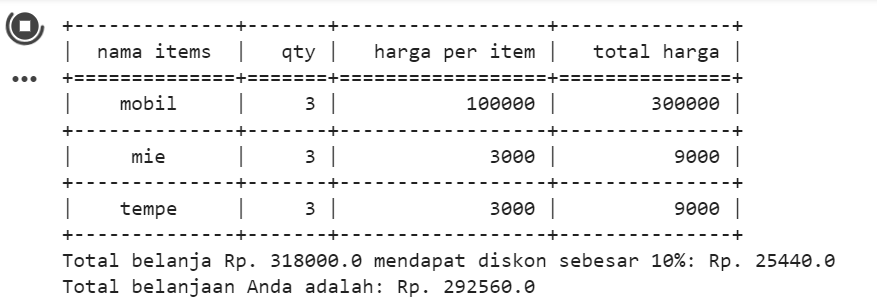 nama items qty harga per item total harga
mobil 3 100000 300000
mie 3 3000 9000
tempe 3 3000 9000
Total belanja Rp. 318000.0 mendapat diskon sebesar 10%: Rp. 25440.0
Total belanjaan Anda adalah: Rp. 292560.0